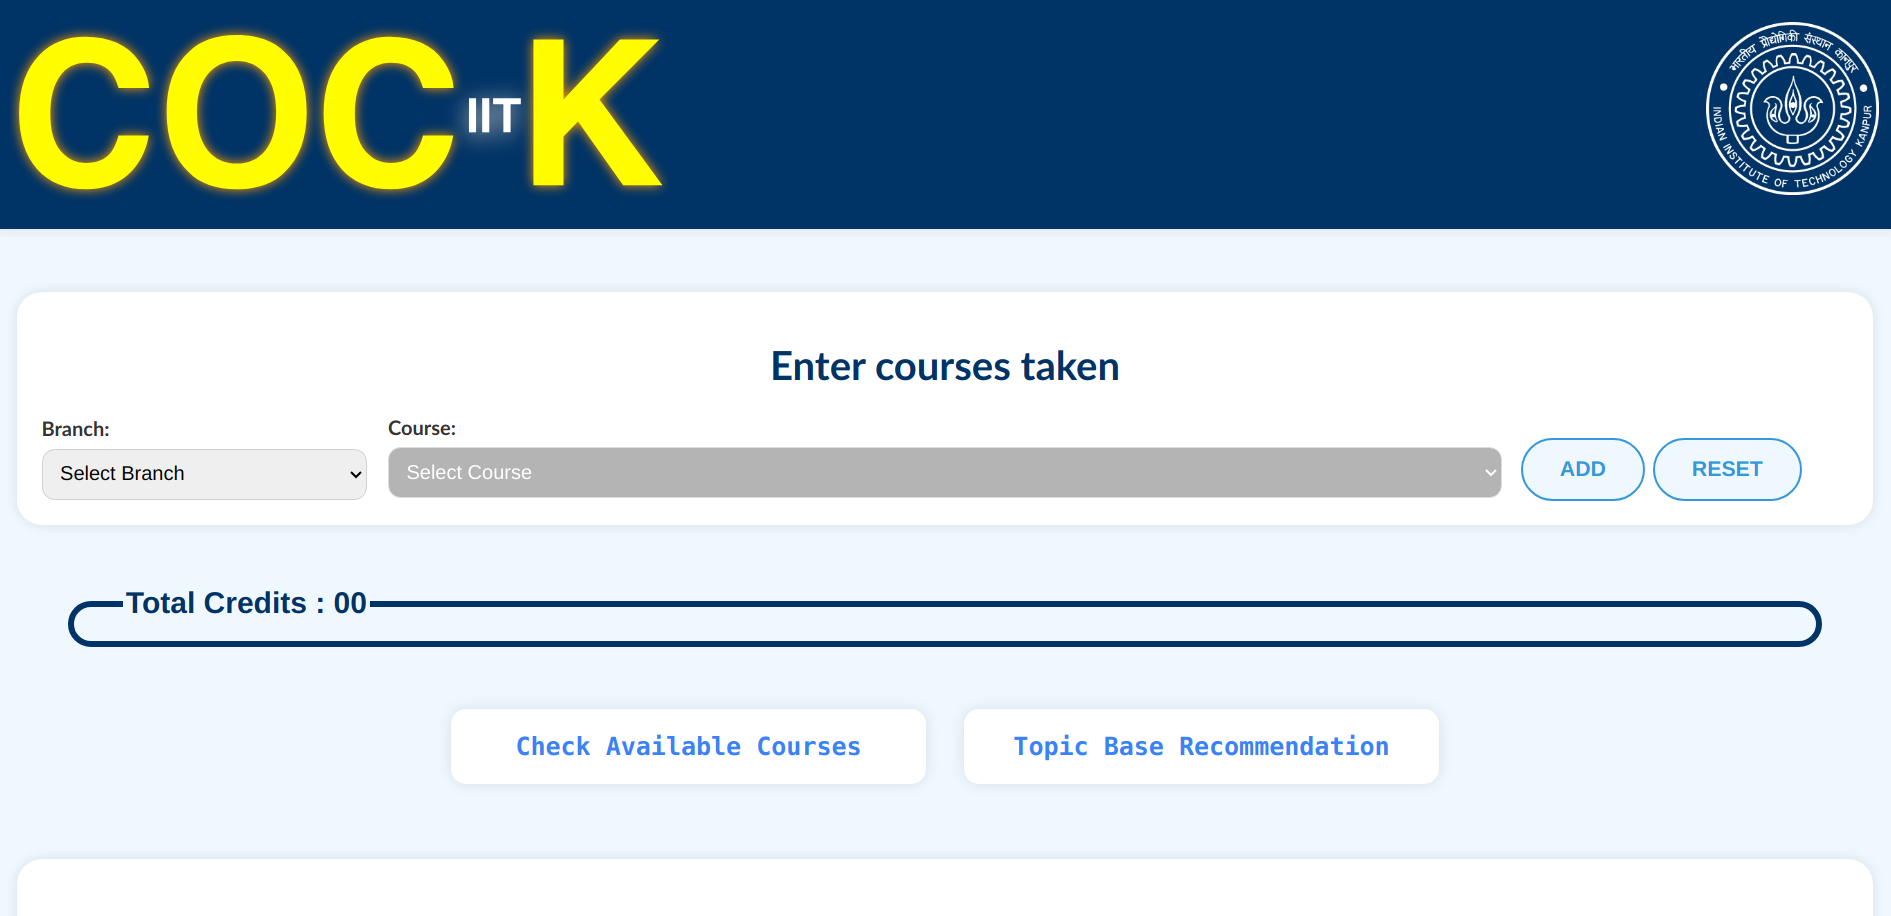 COC IIT K
भारतीय प्रौद्योगिकी संस्थान कानपुर
INDIAN INSTITUTE OF TECHNOLOGY KANPUR
Enter courses taken
Branch:
Course:
Select Branch
Select Course
ADD
RESET
Total Credits : 00
Check Available Courses
Topic Base Recommendation